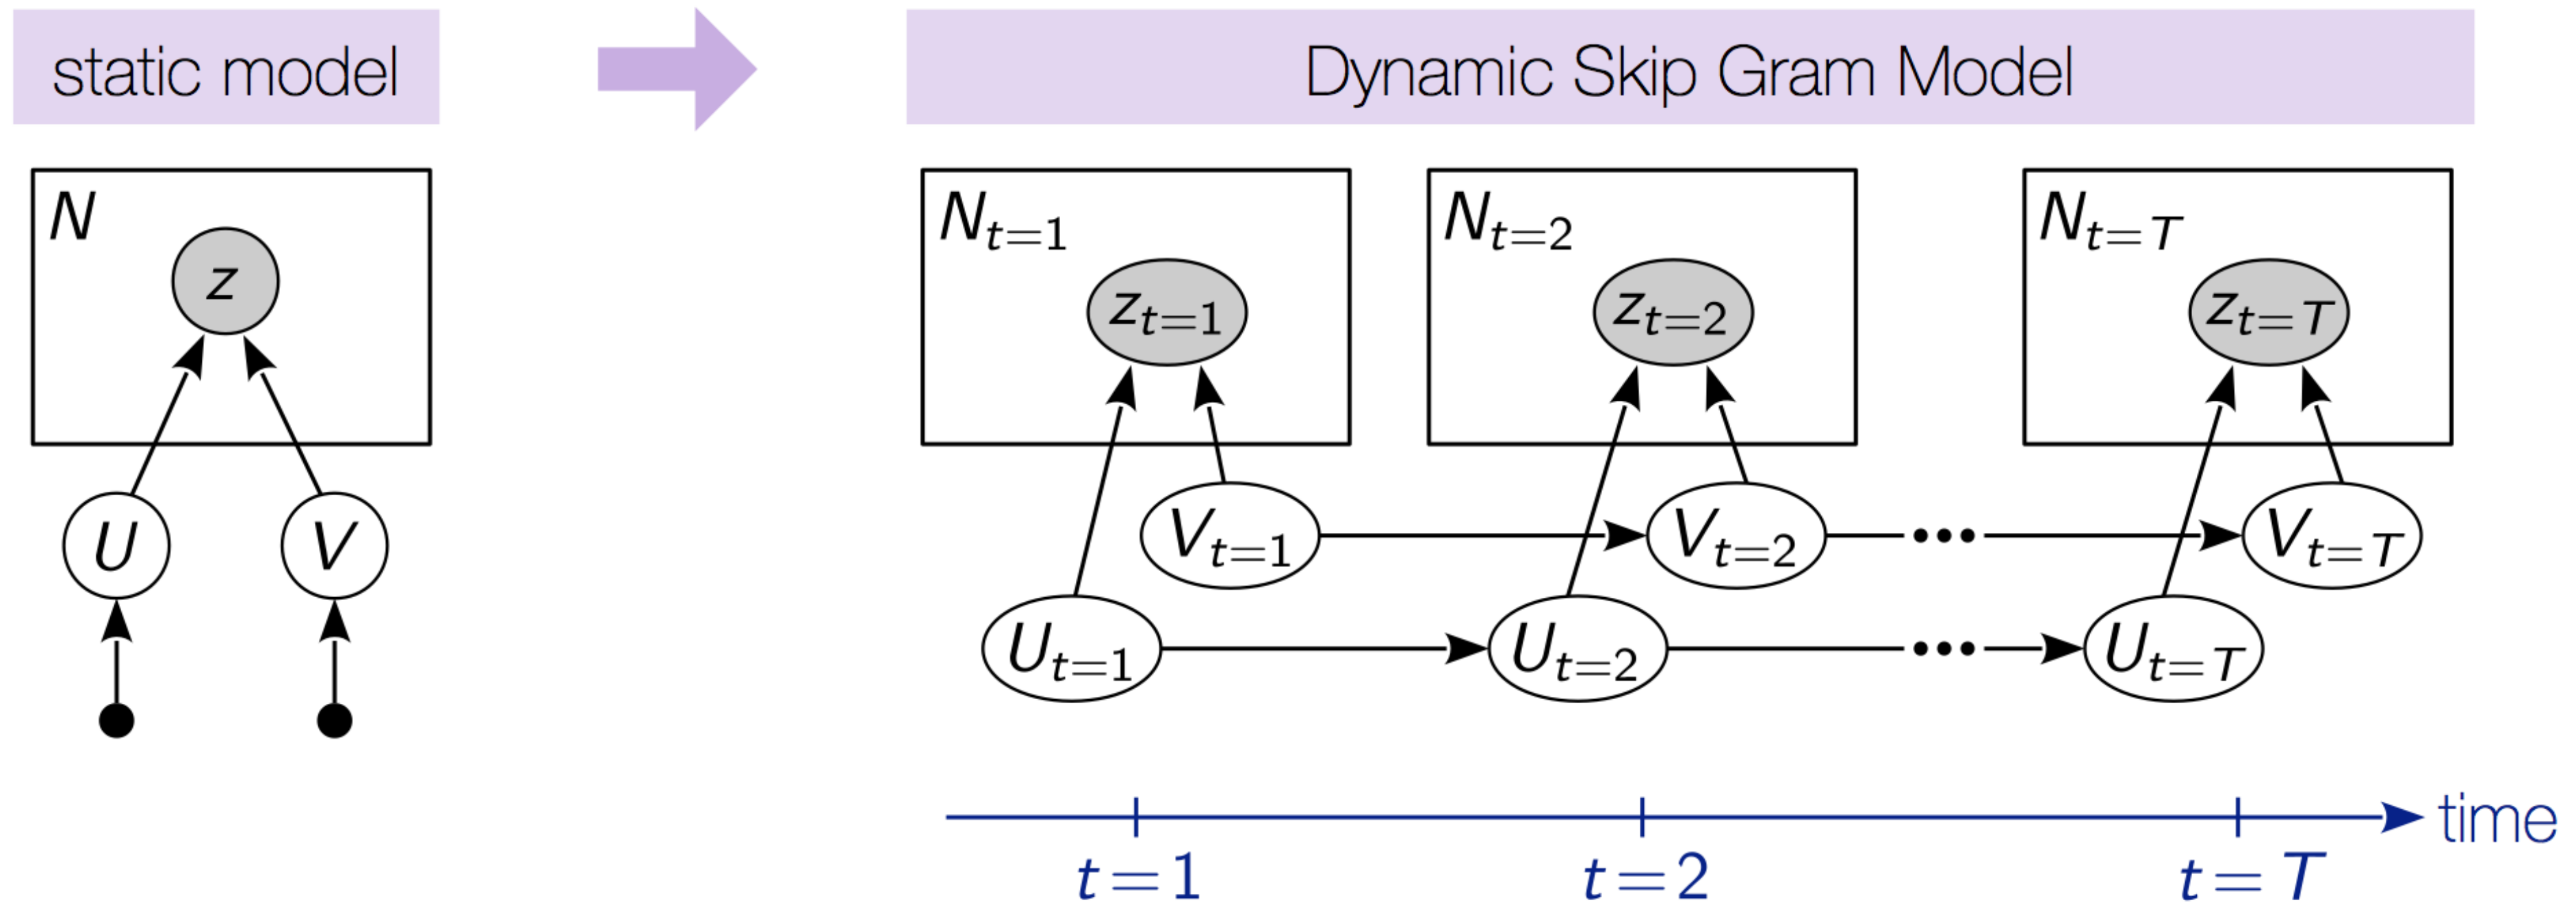 static model
Dynamic Skip Gram Model
N
z
U
V
N_{t=1}
z_{t=1}
V_{t=1}
U_{t=1}
N_{t=2}
z_{t=2}
V_{t=2}
U_{t=2}
N_{t=T}
z_{t=T}
V_{t=T}
U_{t=T}
time
t=1
t=2
t=T